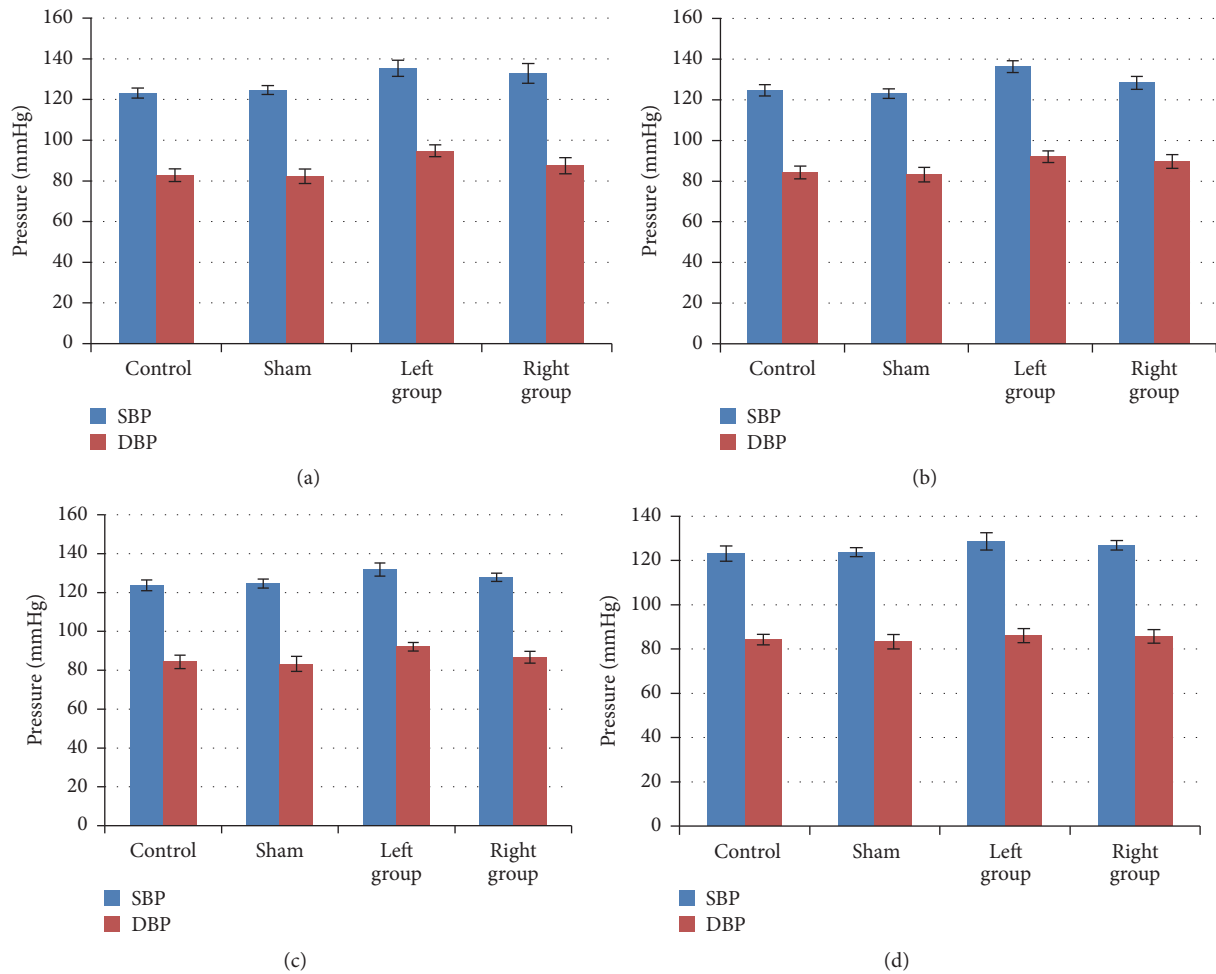 160
140
120
100
80
60
40
20
0
Pressure (mmHg)
Control
Sham
Left
group
Right
group
SBP
DBP
(a)
160
140
120
100
80
60
40
20
0
Pressure (mmHg)
Control
Sham
Left
group
Right
group
SBP
DBP
(b)
160
140
120
100
80
60
40
20
0
Pressure (mmHg)
Control
Sham
Left
group
Right
group
SBP
DBP
(c)
140
120
100
80
60
40
20
0
Pressure (mmHg)
Control
Sham
Left
group
Right
group
SBP
DBP
(d)